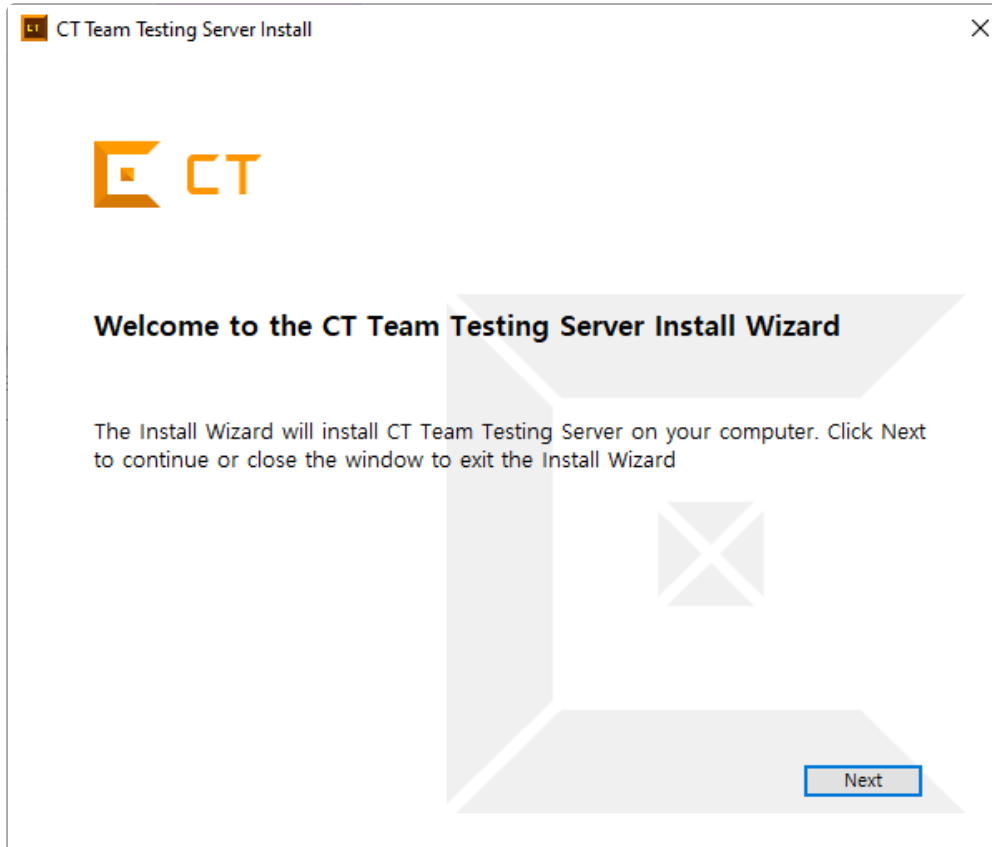 CT Team Testing Server Install
CT
Welcome to the CT Team Testing Server Install Wizard
The Install Wizard will install CT Team Testing Server on your computer. Click Next
to continue or close the window to exit the Install Wizard
Next